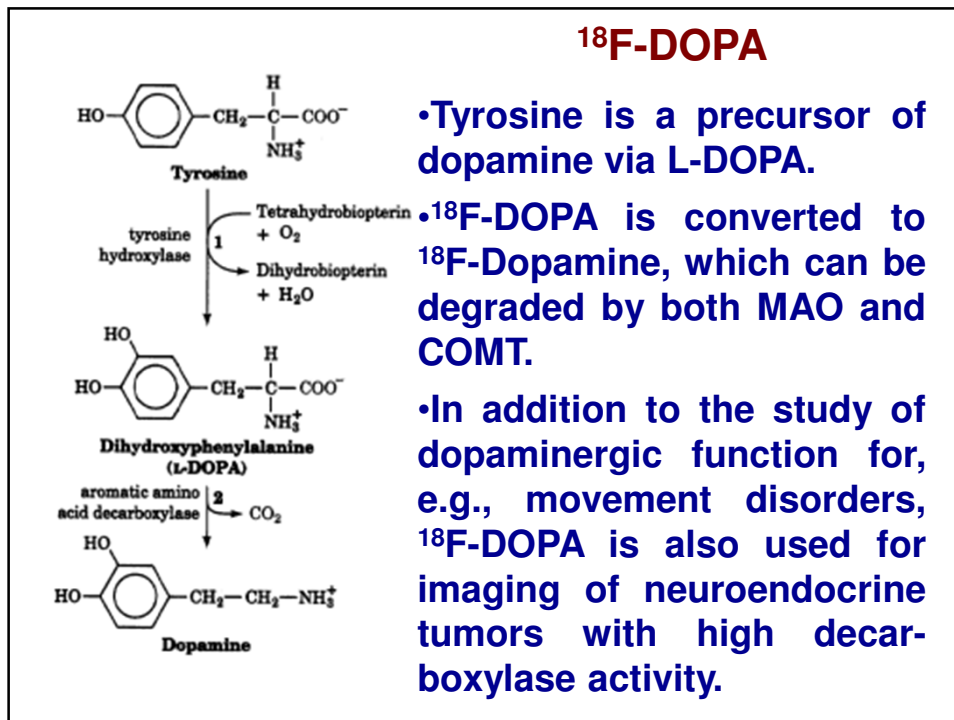 ¹⁸F-DOPA
HO
H
CH₂—C—COO⁻
NH₃⁺
Tyrosine
tyrosine
hydroxylase
1
Tetrahydrobiopterin
+ O₂
Dihydrobiopterin
+ H₂O
HO
HO
H
CH₂—C—COO⁻
NH₃⁺
Dihydroxyphenylalanine
(L-DOPA)
aromatic amino
acid decarboxylase
2
CO₂
HO
HO
CH₂—CH₂—NH₃⁺
Dopamine
•Tyrosine is a precursor of
dopamine via L-DOPA.
•¹⁸F-DOPA is converted to
¹⁸F-Dopamine, which can be
degraded by both MAO and
COMT.
•In addition to the study of
dopaminergic function for,
e.g., movement disorders,
¹⁸F-DOPA is also used for
imaging of neuroendocrine
tumors with high decar-
boxylase activity.